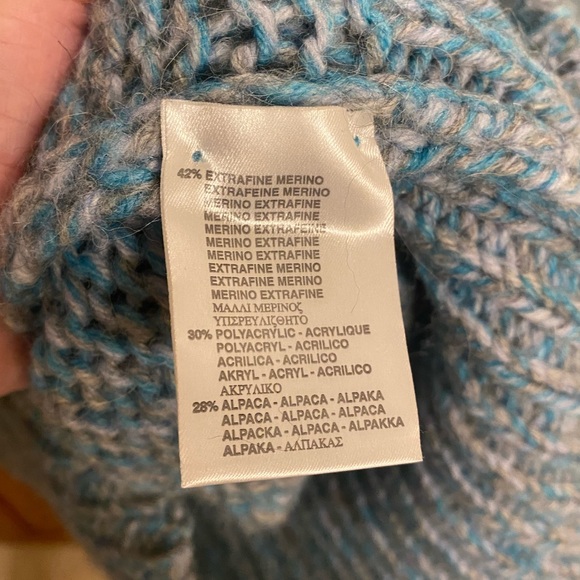 42% EXTRAFINE MERINO
EXTRAFEINE MERINO
MERINO EXTRAFINE
MERINO EXTRAFINE
MERINO EXTRAFEINE
MERINO EXTRAFINE
MERINO EXTRAFINE
EXTRAFINE MERINO
EXTRAFINE MERINO
MERINO EXTRAFINE
ΜΑΛΛΙ ΜΕΡΙΝΟΣ
ΥΠΣΡΕΥΛΙΖΘΗΤΟ
30% POLYACRYLIC - ACRYLIQUE
POLYACRYL - ACRILICO
ACRILICA - ACRILICO
AKRYL - ACRYL - ACRILICO
ΑΚΡΥΛΙΚΟ
28% ALPACA - ALPACA - ALPAKA
ALPACA - ALPACA - ALPACA
ALPACKA - ALPACA - ALPAKKA
ALPAKA - ΑΛΠΑΚΑΣ